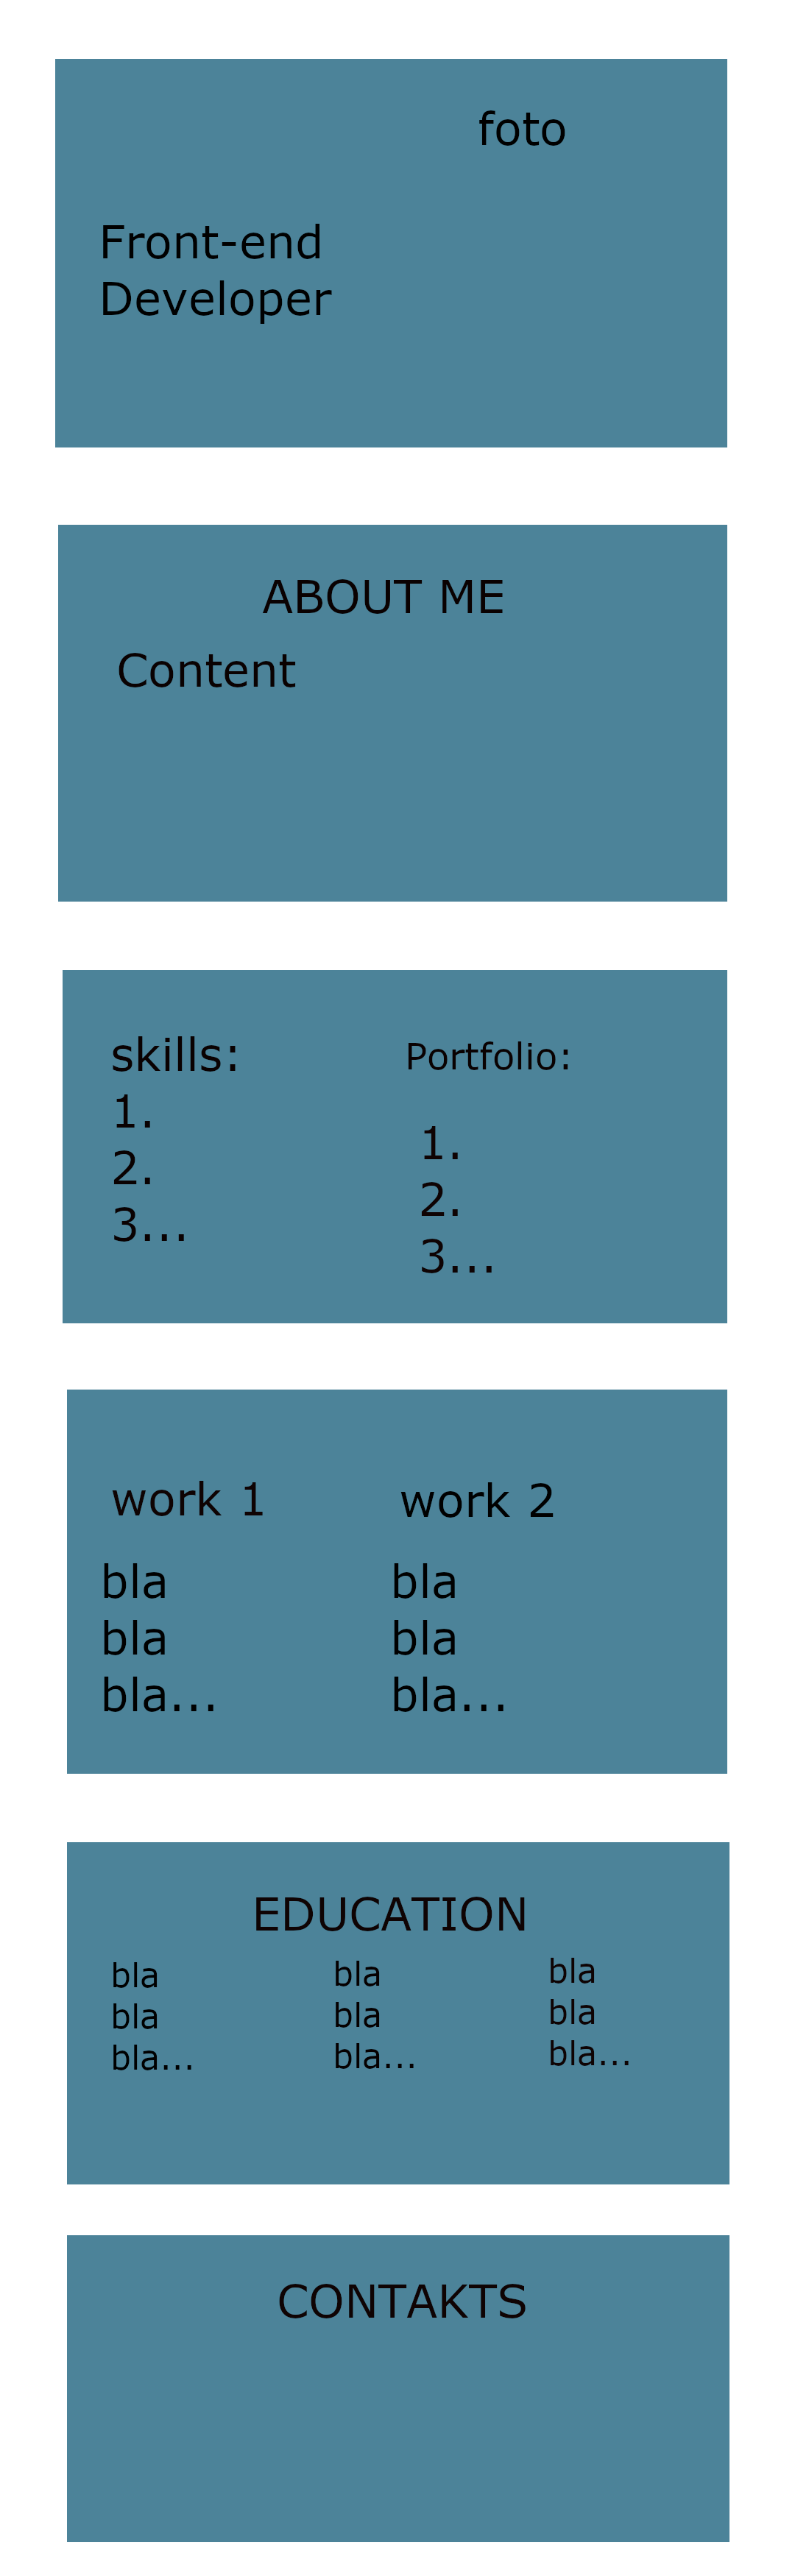 foto
Front-end
Developer
ABOUT ME
Content
skills:
1.
2.
3...
Portfolio:
1.
2.
3...
work 1
bla
bla
bla...
work 2
bla
bla
bla...
EDUCATION
bla
bla
bla...
bla
bla
bla...
bla
bla
bla...
CONTAKTS